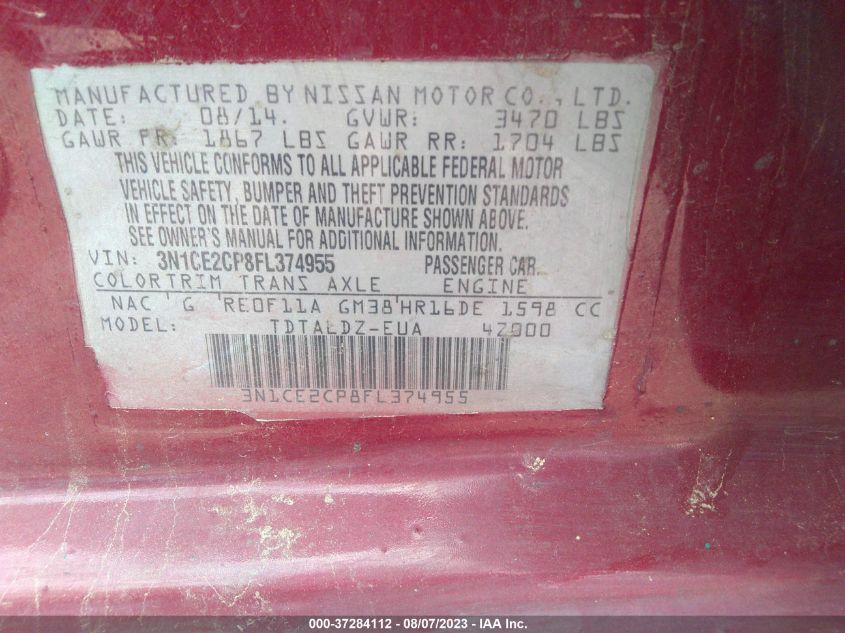 MANUFACTURED BY NISSAN MOTOR CO., LTD.
DATE: 08/14. GVWR: 3470 LBS
GAWR FR: 1867 LBS GAWR RR: 1704 LBS
THIS VEHICLE CONFORMS TO ALL APPLICABLE FEDERAL MOTOR
VEHICLE SAFETY, BUMPER AND THEFT PREVENTION STANDARDS
IN EFFECT ON THE DATE OF MANUFACTURE SHOWN ABOVE.
SEE OWNER'S MANUAL FOR ADDITIONAL INFORMATION.
VIN: 3N1CE2CP8FL374955 PASSENGER CAR
COLOR TRIM TRANS AXLE ENGINE
NAC G RE0F11A GM38 HR16DE 1598 CC
MODEL: TDTALDZ-EUA 4Z000
3N1CE2CP8FL374955
000-37284112 - 08/07/2023 - IAA Inc.